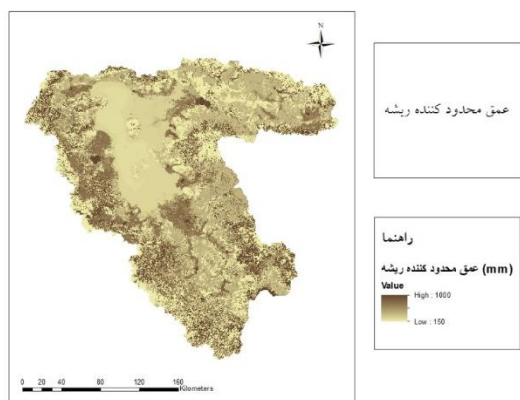 N
عمق محدود کننده ریشه
راهنما
عمق محدود کننده ریشه (mm)
Value
High : 1000
Low : 150
0 10 20 40 80 120 160
Kilometers